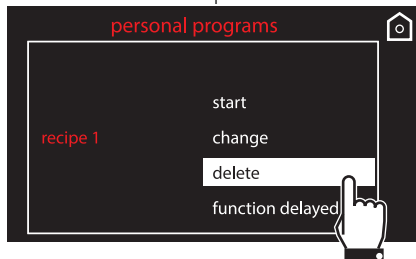 personal programs
start
recipe 1
change
delete
function delayed